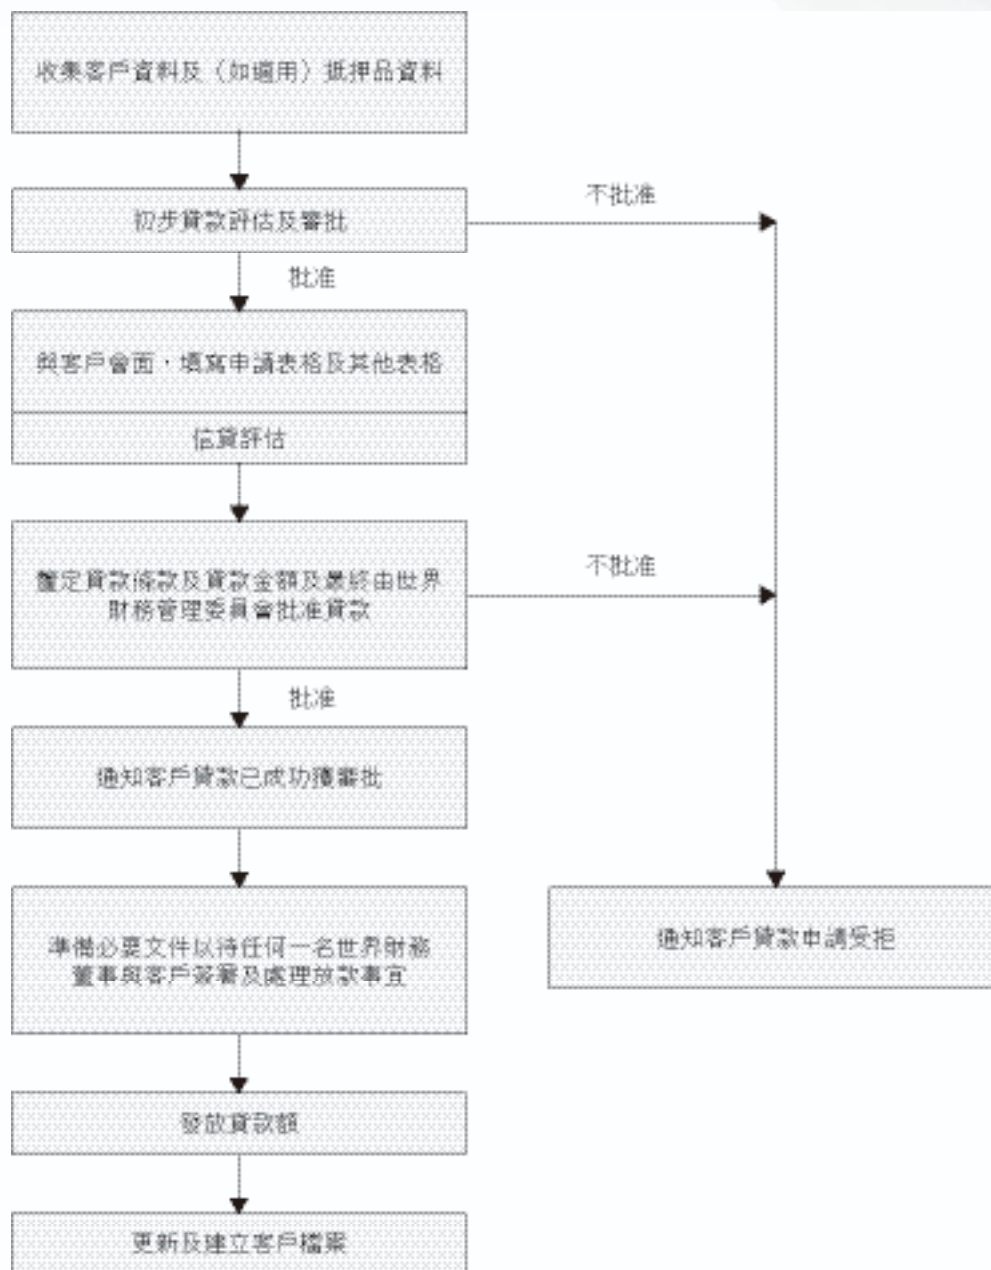 收集客戶資料及（如適用）抵押品資料
初步貸款評估及審批
不批准
批准
與客戶會面，填寫申請表格及其他表格
信貸評估
釐定貸款條款及貸款金額及最終由世界
財務管理委員會批准貸款
不批准
批准
通知客戶貸款已成功獲審批
準備必要文件以待任何一名世界財務
董事與客戶簽署及處理放款事宜
通知客戶貸款申請受拒
發放貸款額
更新及建立客戶檔案